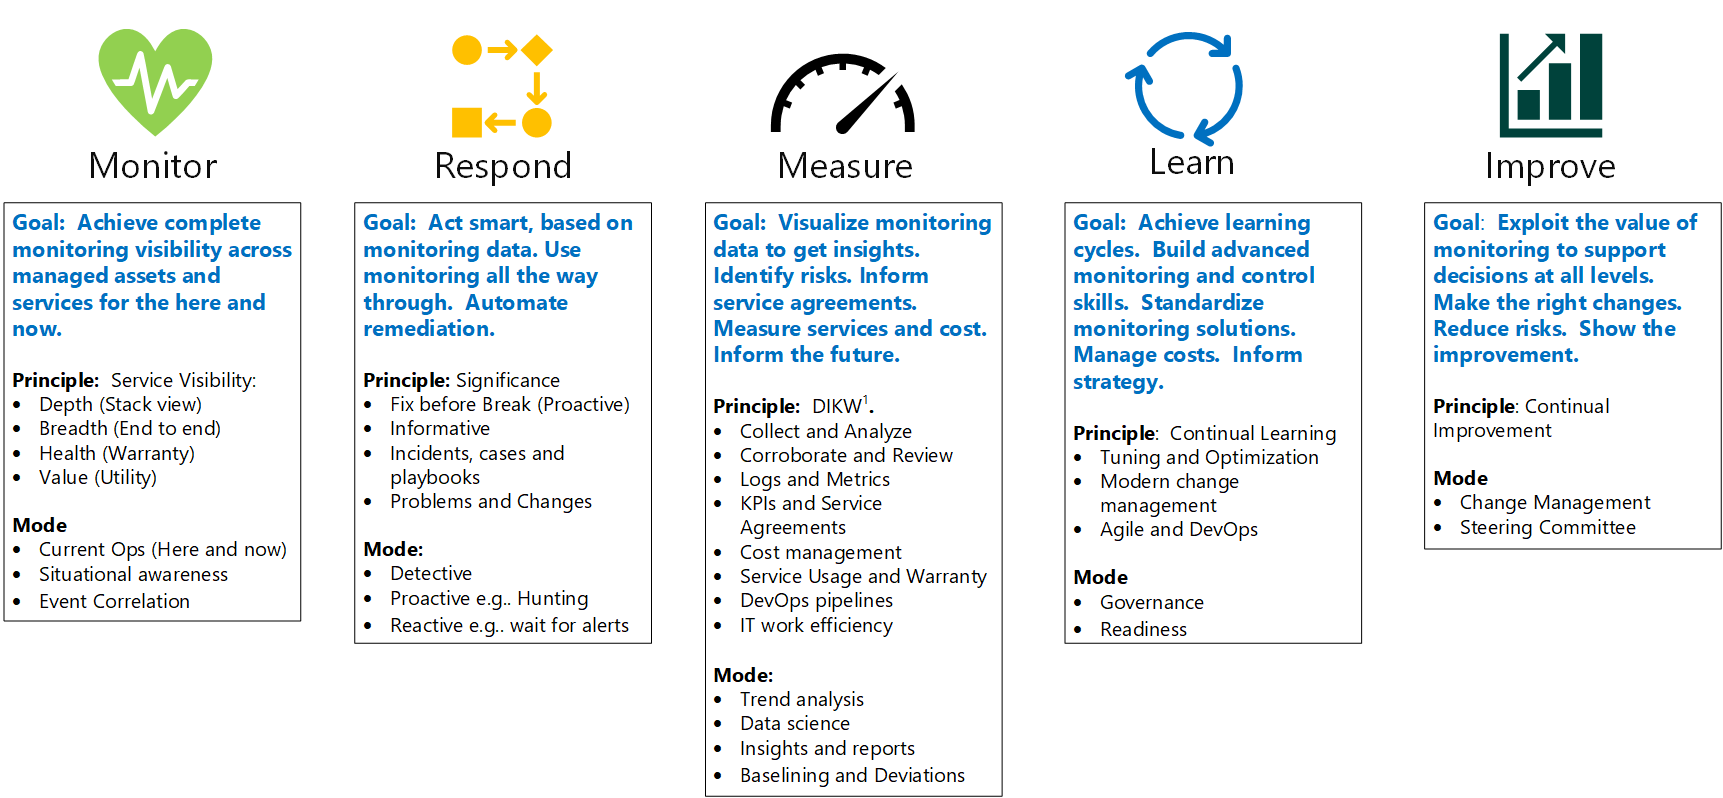 Monitor
Goal:  Achieve complete
monitoring visibility across
managed assets and
services for the here and
now.
Principle:  Service Visibility:
• Depth (Stack view)
• Breadth (End to end)
• Health (Warranty)
• Value (Utility)
Mode
• Current Ops (Here and now)
• Situational awareness
• Event Correlation
Respond
Goal:  Act smart, based on
monitoring data. Use
monitoring all the way
through.  Automate
remediation.
Principle: Significance
• Fix before Break (Proactive)
• Informative
• Incidents, cases and
playbooks
• Problems and Changes
Mode:
• Detective
• Proactive e.g.. Hunting
• Reactive e.g.. wait for alerts
Measure
Goal:  Visualize monitoring
data to get insights.
Identify risks. Inform
service agreements.
Measure services and cost.
Inform the future.
Principle:  DIKW¹.
• Collect and Analyze
• Corroborate and Review
• Logs and Metrics
• KPIs and Service
Agreements
• Cost management
• Service Usage and Warranty
• DevOps pipelines
• IT work efficiency
Mode:
• Trend analysis
• Data science
• Insights and reports
• Baselining and Deviations
Learn
Goal:  Achieve learning
cycles.  Build advanced
monitoring and control
skills.  Standardize
monitoring solutions.
Manage costs.  Inform
strategy.
Principle:  Continual Learning
• Tuning and Optimization
• Modern change
management
• Agile and DevOps
Mode
• Governance
• Readiness
Improve
Goal:  Exploit the value of
monitoring to support
decisions at all levels.
Make the right changes.
Reduce risks.  Show the
improvement.
Principle: Continual
Improvement
Mode
• Change Management
• Steering Committee